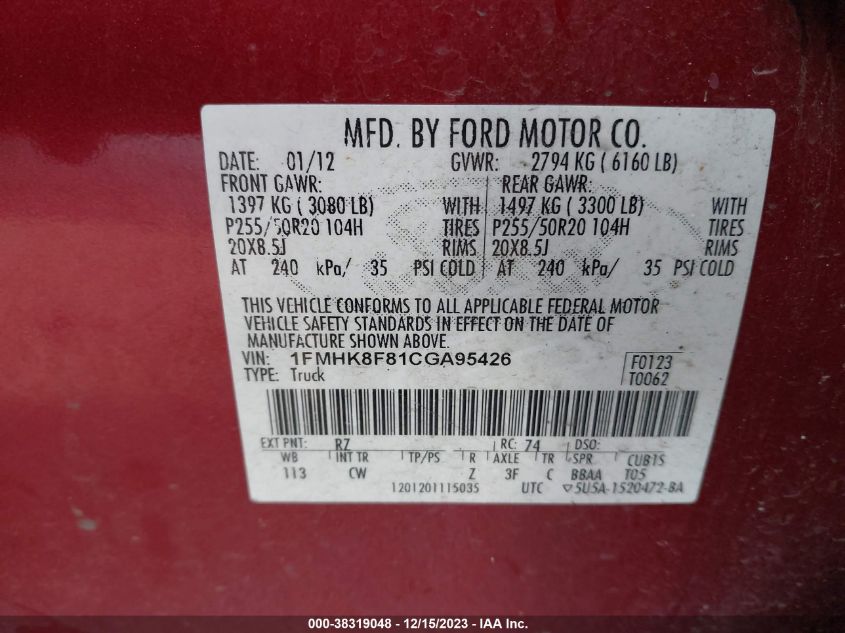 MFD. BY FORD MOTOR CO.
DATE: 01/12 GVWR: 2794 KG ( 6160 LB)
FRONT GAWR: REAR GAWR:
1397 KG ( 3080 LB) WITH 1497 KG ( 3300 LB) WITH
P255/50R20 104H TIRES P255/50R20 104H TIRES
20X8.5J RIMS 20X8.5J RIMS
AT 240 kPa/ 35 PSI COLD AT 240 kPa/ 35 PSI COLD
THIS VEHICLE CONFORMS TO ALL APPLICABLE FEDERAL MOTOR
VEHICLE SAFETY STANDARDS IN EFFECT ON THE DATE OF
MANUFACTURE SHOWN ABOVE.
VIN: 1FMHK8F81CGA95426 F0123
TYPE: Truck T0062
EXT PNT: RZ RC: 74 DSO:
WB INT TR TP/PS R AXLE TR SPR CUBTS
113 CW Z 3F C BBAA T05
1201201115035 UTC ▽5U5A-1520472-BA
000-38319048 - 12/15/2023 - IAA Inc.